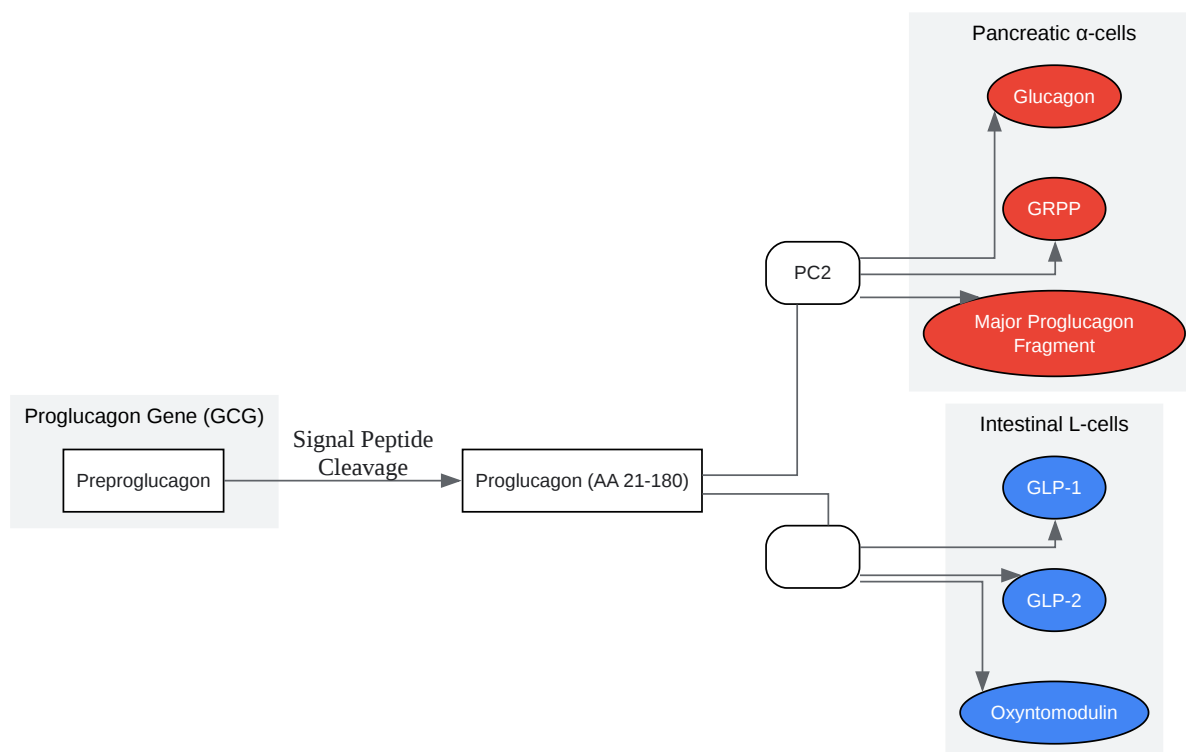 Pancreatic α-cells
Glucagon
GRPP
PC2
Major Proglucagon
Fragment
Proglucagon Gene (GCG)
Preproglucagon
Signal Peptide
Cleavage
Proglucagon (AA 21-180)
Intestinal L-cells
GLP-1
GLP-2
Oxyntomodulin